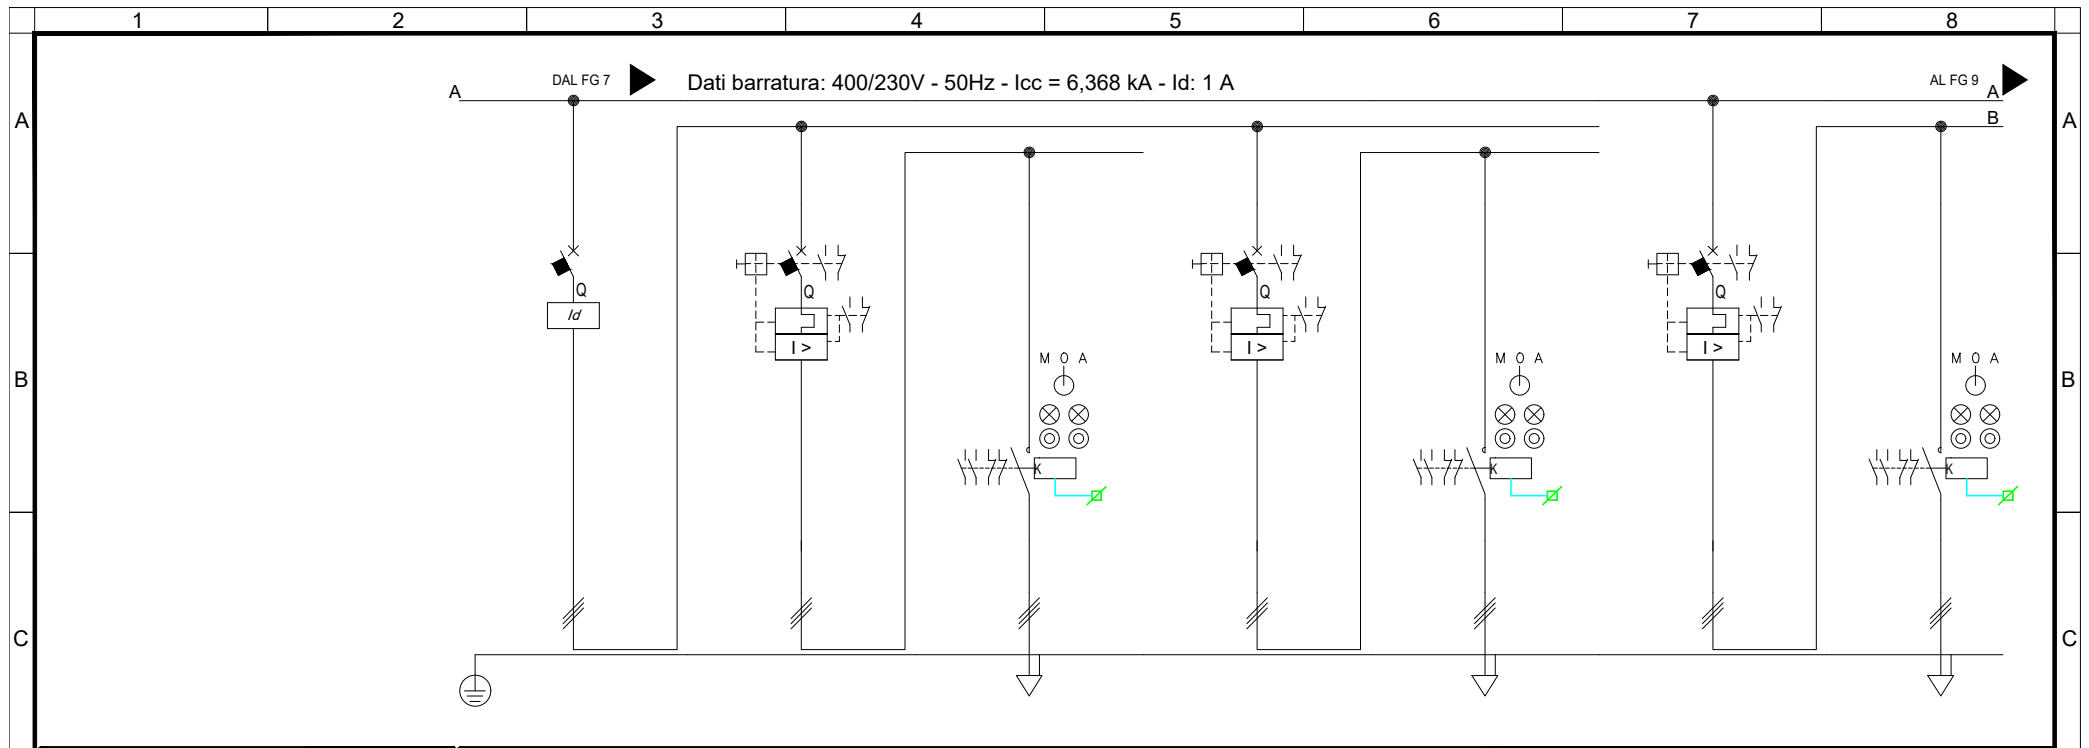 1 2 3 4 5 6 7 8
DAL FG 7 Dati barratura: 400/230V - 50Hz - Icc = 6,368 kA - Id: 1 A AL FG 9
A A
B
A A
Q Q Q Q
Id
I > I > I >
M O A M O A M O A
B B
K K K
C C